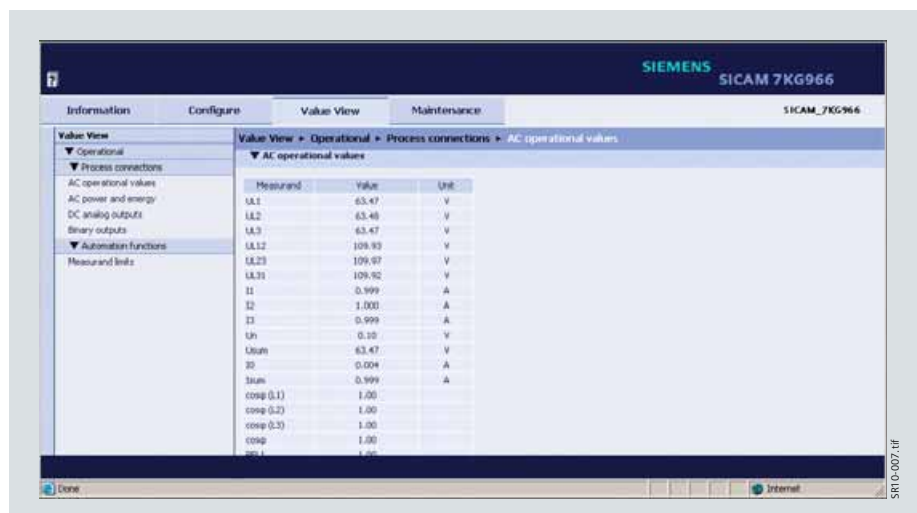 SIEMENS
SICAM 7KG966
Information Configure Value View Maintenance SICAM_7KG966
Value View
▼ Operational
▼ Process connections
AC operational values
AC power and energy
DC analog outputs
Binary outputs
▼ Automation functions
Measurand limits
Value View ▸ Operational ▸ Process connections ▸ AC operational values
▼ AC operational values
Measurand Value Unit
UL1 63.47 V
UL2 63.48 V
UL3 63.47 V
UL12 109.93 V
UL23 109.97 V
UL31 109.92 V
I1 0.999 A
I2 1.000 A
I3 0.999 A
Un 0.10 V
Usum 63.47 V
I0 0.004 A
Isum 0.999 A
cosφ (L1) 1.00
cosφ (L2) 1.00
cosφ (L3) 1.00
cosφ 1.00
Done Internet
SR10-007.tif